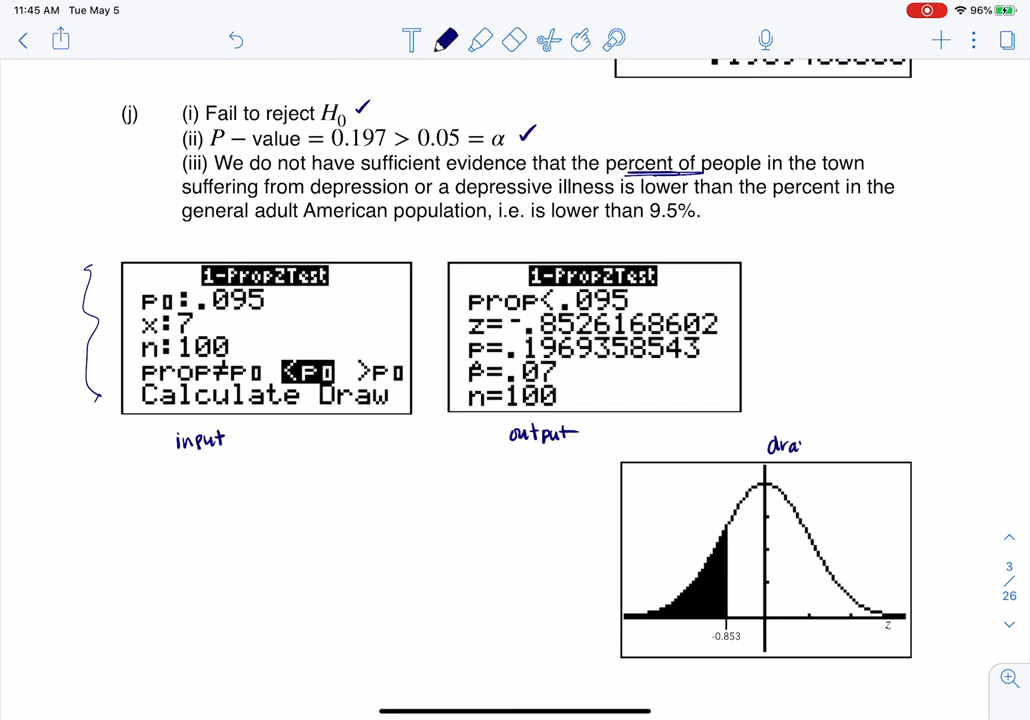 11:45 AM Tue May 5
96%
T
(j) (i) Fail to reject H₀ ✓
(ii) P − value = 0.197 > 0.05 = α ✓
(iii) We do not have sufficient evidence that the percent of people in the town
suffering from depression or a depressive illness is lower than the percent in the
general adult American population, i.e. is lower than 9.5%.
1-PropZTest
p₀:.095
x:7
n:100
prop≠p₀ <p₀ >p₀
Calculate Draw
input
1-PropZTest
prop<.095
z=-.8526168602
p=.1969358543
p̂=.07
n=100
output
dra
-0.853
z
3
/
26